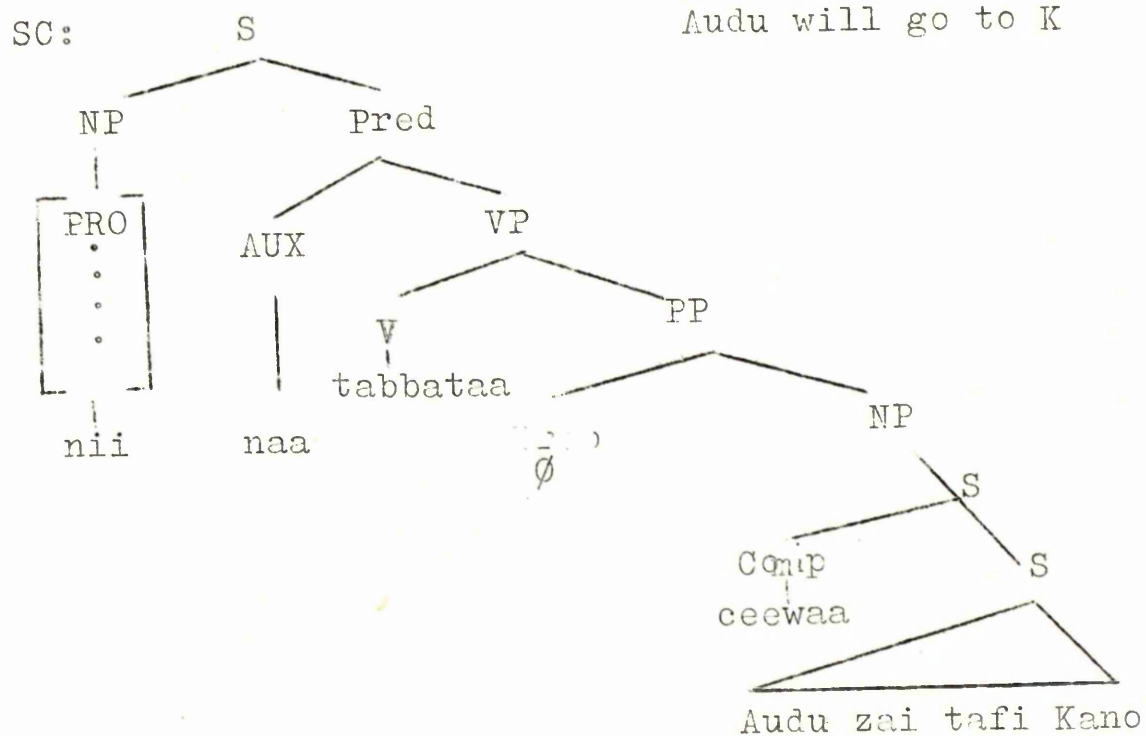 SC: S Audu will go to K
NP Pred
PRO AUX VP
V PP
tabbataa
nii naa ∅ NP
S
Comp S
ceewaa
Audu zai tafi Kano